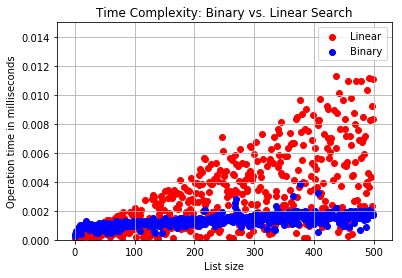 Time Complexity: Binary vs. Linear Search
0.014
0.012
0.010
0.008
0.006
0.004
0.002
0.000
Operation time in milliseconds
Linear
Binary
0 100 200 300 400 500
List size